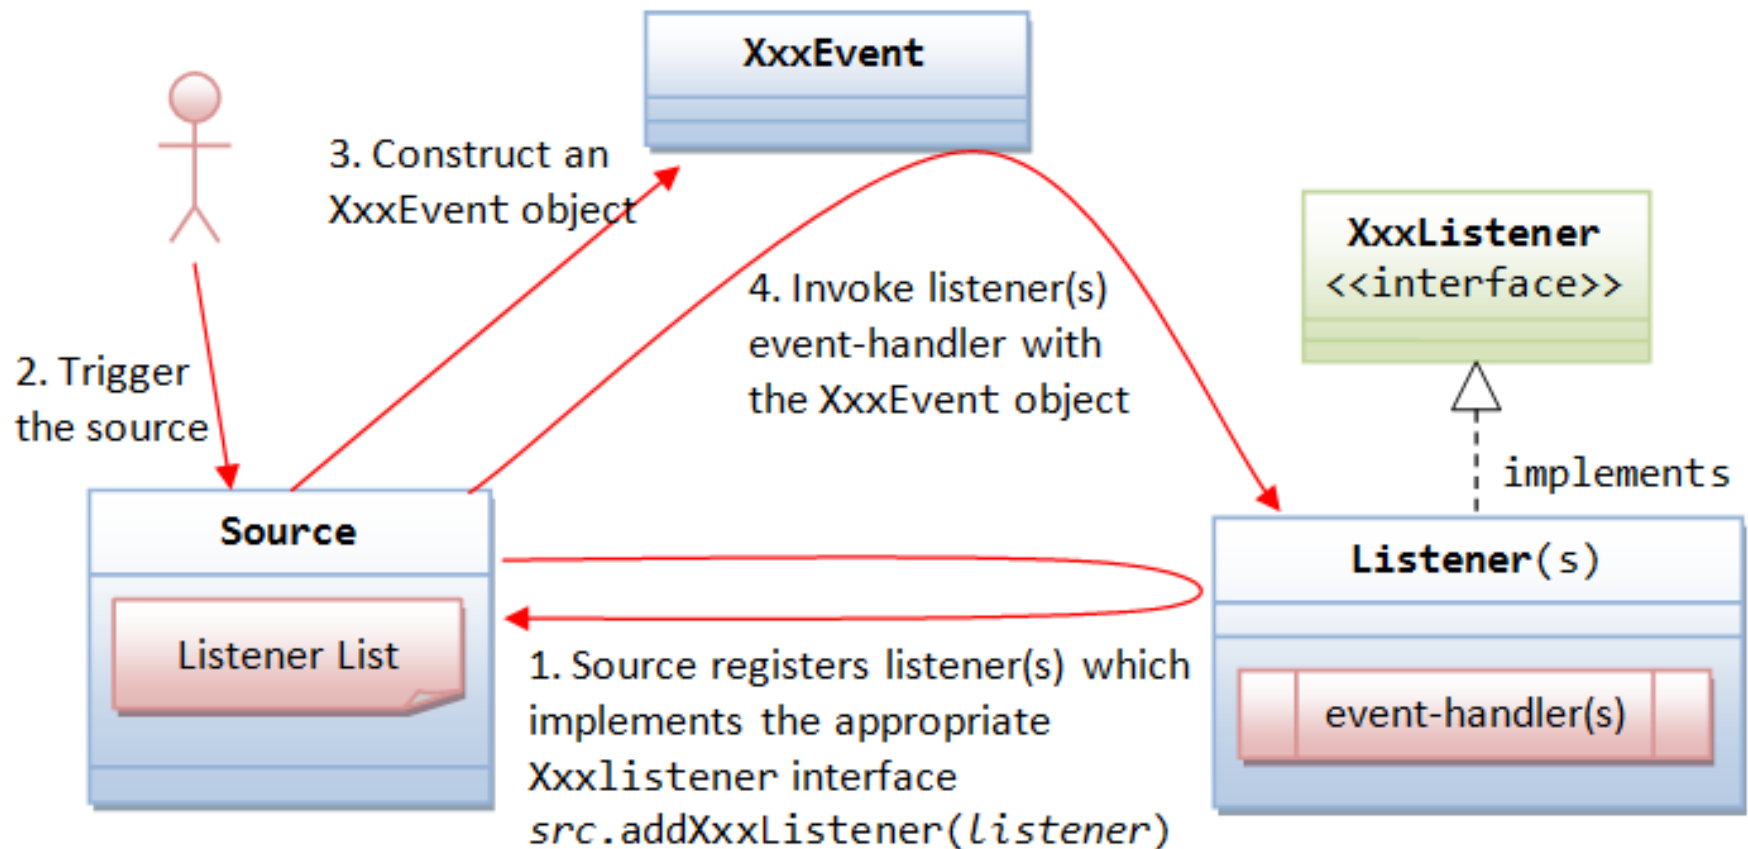 XxxEvent
3. Construct an
XxxEvent object
XxxListener
<<interface>>
4. Invoke listener(s)
event-handler with
the XxxEvent object
2. Trigger
the source
implements
Source
Listener(s)
Listener List
1. Source registers listener(s) which
implements the appropriate
Xxxlistener interface
src.addXxxListener(listener)
event-handler(s)